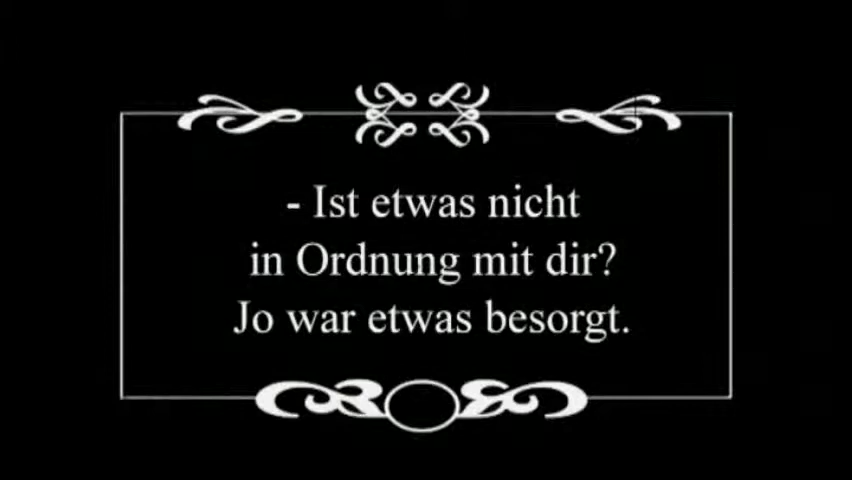 - Ist etwas nicht
in Ordnung mit dir?
Jo war etwas besorgt.